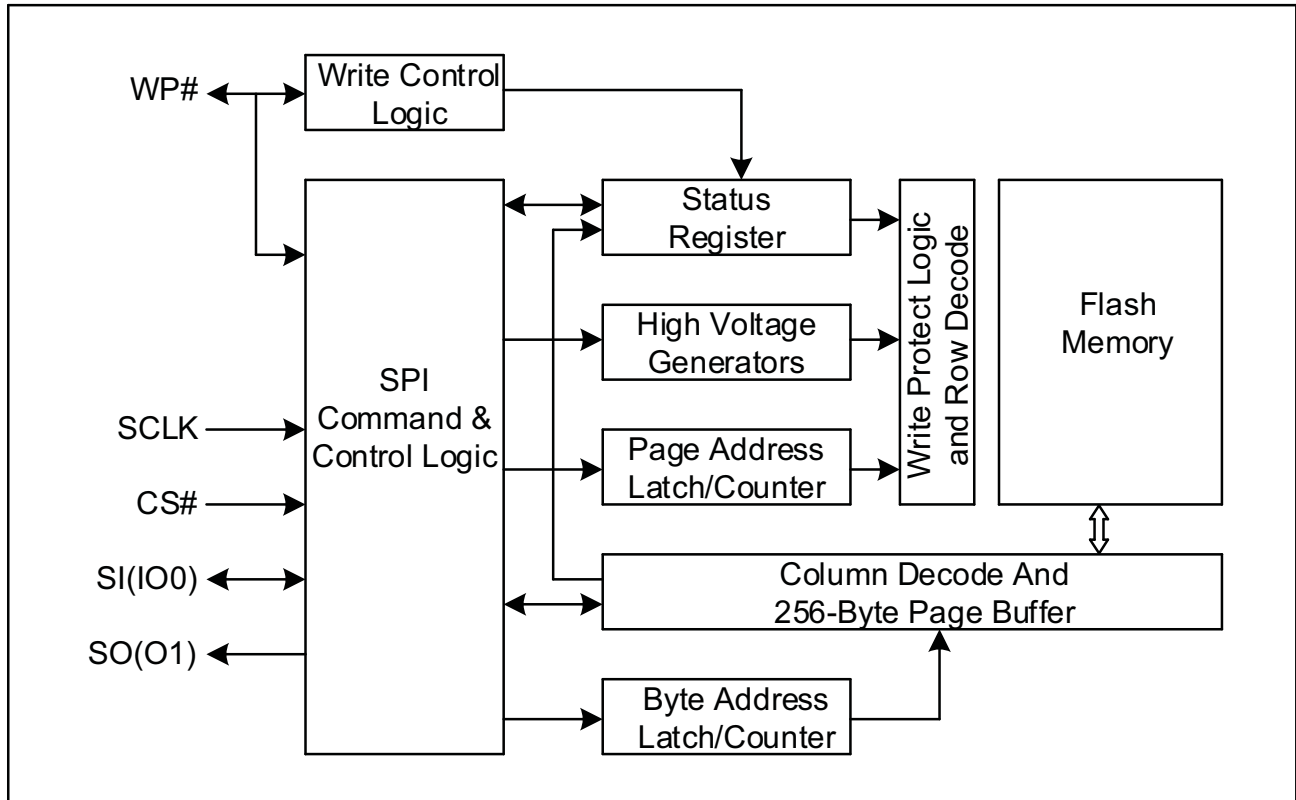 WP#
Write Control
Logic
Status
Register
Write Protect Logic
and Row Decode
Flash
Memory
High Voltage
Generators
SPI
Command &
Control Logic
SCLK
CS#
SI(IO0)
SO(O1)
Page Address
Latch/Counter
Column Decode And
256-Byte Page Buffer
Byte Address
Latch/Counter